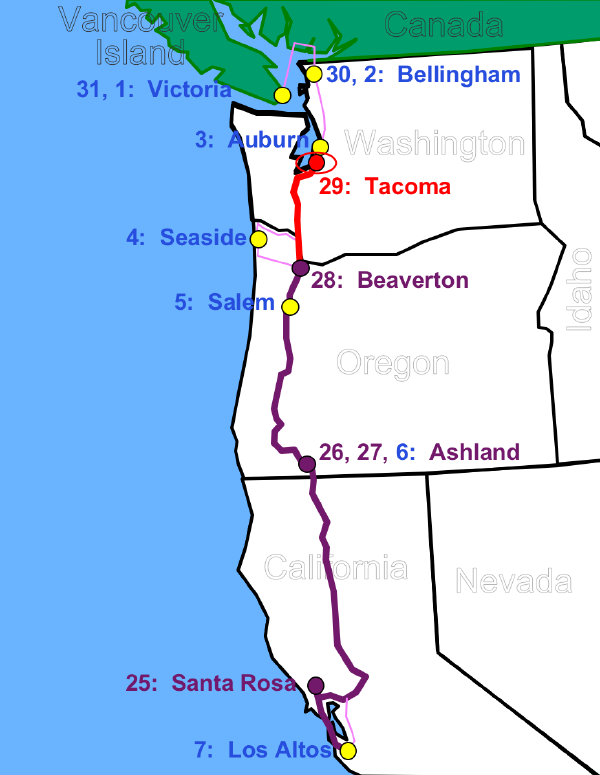 Vancouver
Island
Canada
30, 2: Bellingham
31, 1: Victoria
3: Auburn
Washington
29: Tacoma
4: Seaside
Idaho
28: Beaverton
5: Salem
Oregon
26, 27, 6: Ashland
California
Nevada
25: Santa Rosa
7: Los Altos